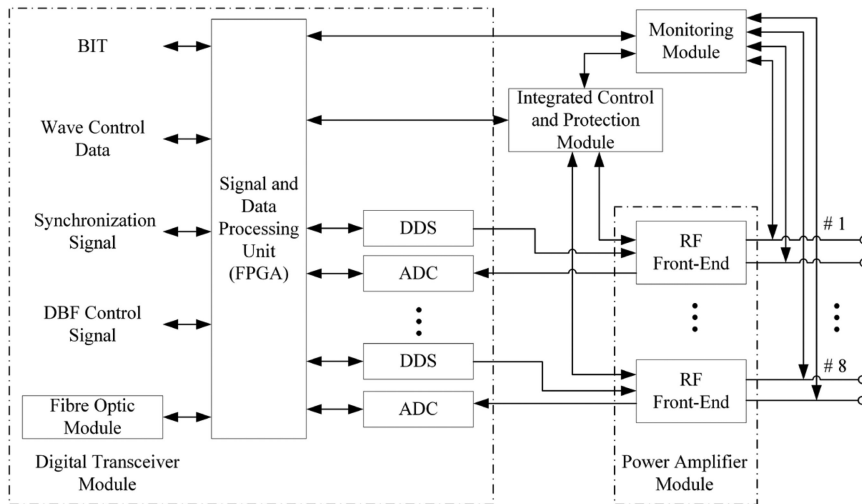 BIT
Wave Control
Data
Synchronization
Signal
DBF Control
Signal
Fibre Optic
Module
Digital Transceiver
Module
Signal and
Data
Processing
Unit
(FPGA)
DDS
ADC
DDS
ADC
Monitoring
Module
Integrated Control
and Protection
Module
RF
Front-End
RF
Front-End
Power Amplifier
Module
# 1
# 8